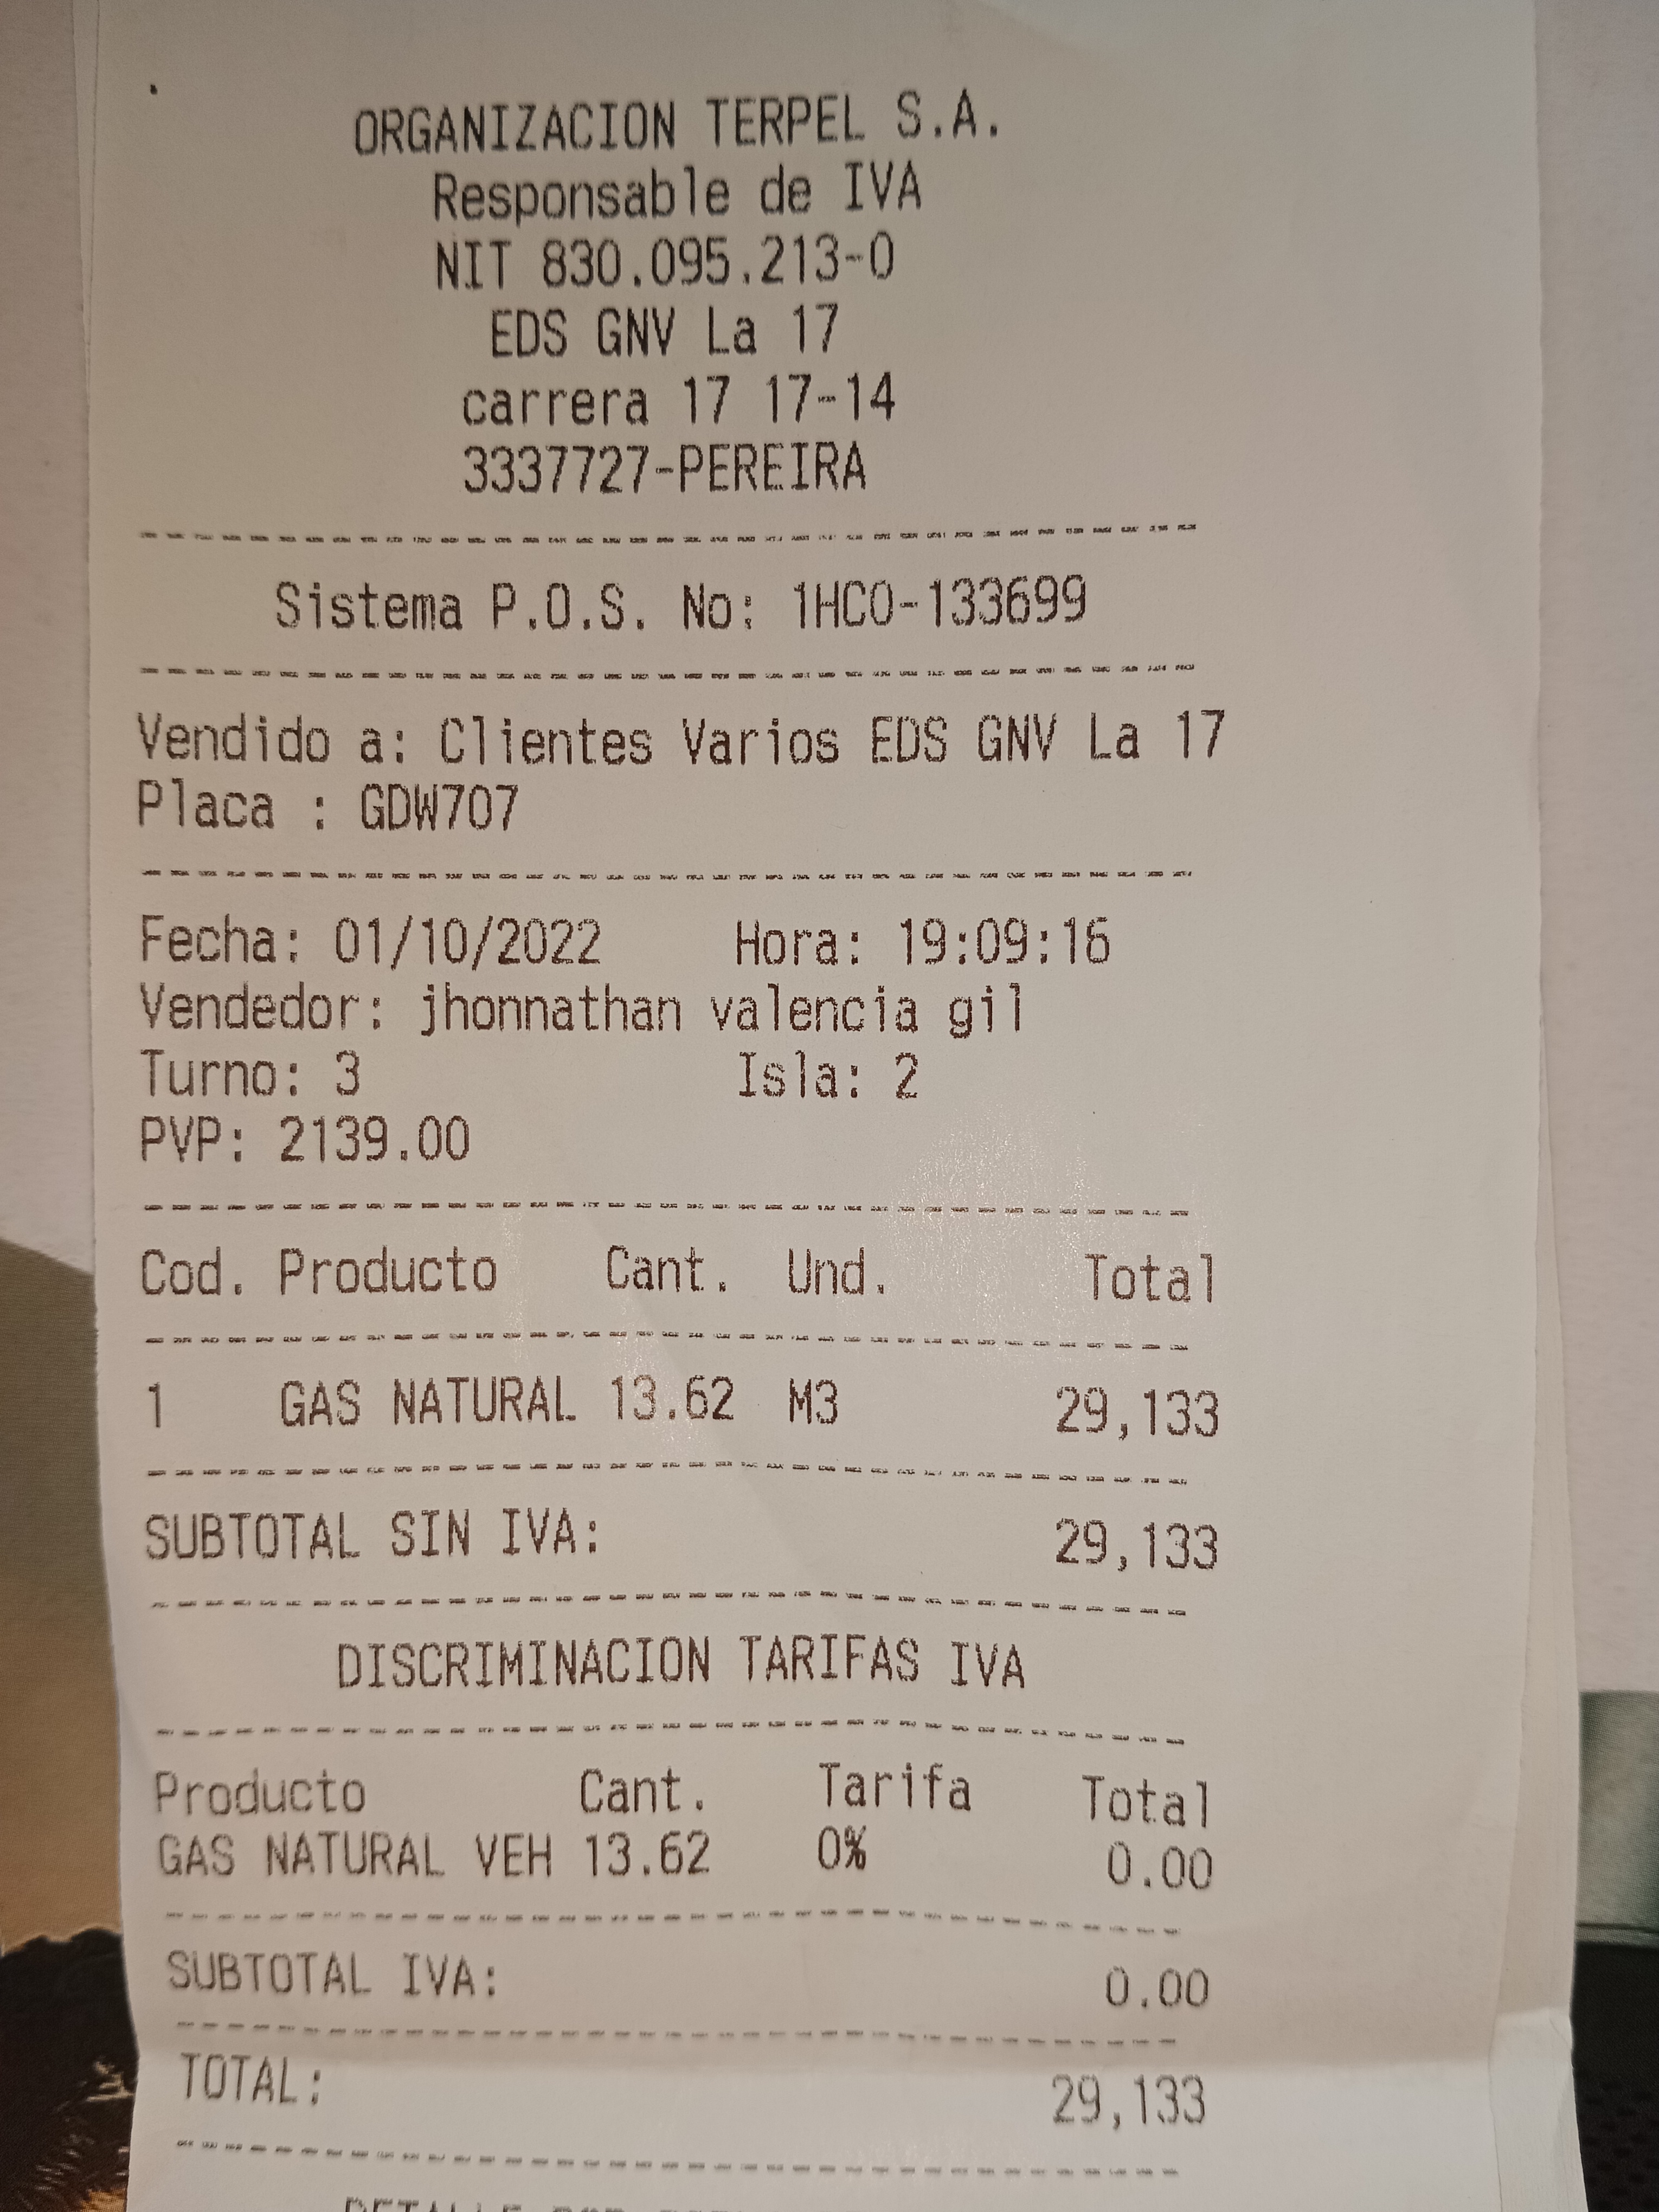 ORGANIZACION TERPEL S.A.
Responsable de IVA
NIT 830.095.213-0
EDS GNV La 17
carrera 17 17-14
3337727-PEREIRA
Sistema P.O.S. No: 1HCO-133699
Vendido a: Clientes Varios EDS GNV La 17
Placa : GDW707
Fecha: 01/10/2022 Hora: 19:09:16
Vendedor: jhonnathan valencia gil
Turno: 3 Isla: 2
PVP: 2139.00
Cod. Producto Cant. Und. Total
1 GAS NATURAL 13.62 M3 29,133
SUBTOTAL SIN IVA: 29,133
DISCRIMINACION TARIFAS IVA
Producto Cant. Tarifa Total
GAS NATURAL VEH 13.62 0% 0.00
SUBTOTAL IVA: 0.00
TOTAL: 29,133